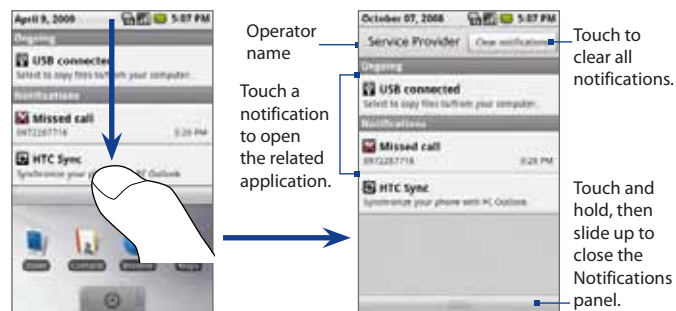 April 9, 2009
5:07 PM
Ongoing
USB connected
Select to copy files to/from your computer.
Notifications
Missed call
0972287716
3:26 PM
HTC Sync
Synchronize your
PC Outlook.
Contacts
Browser
Maps
Operator
name
Touch a
notification
to open
the related
application.
October 07, 2008
5:07 PM
Service Provider
Clear notifications
Ongoing
USB connected
Select to copy files to/from your computer.
Notifications
Missed call
3:26 PM
HTC Sync
Synchronize your phone with PC Outlook.
Touch to
clear all
notifications.
Touch and
hold, then
slide up to
close the
Notifications
panel.